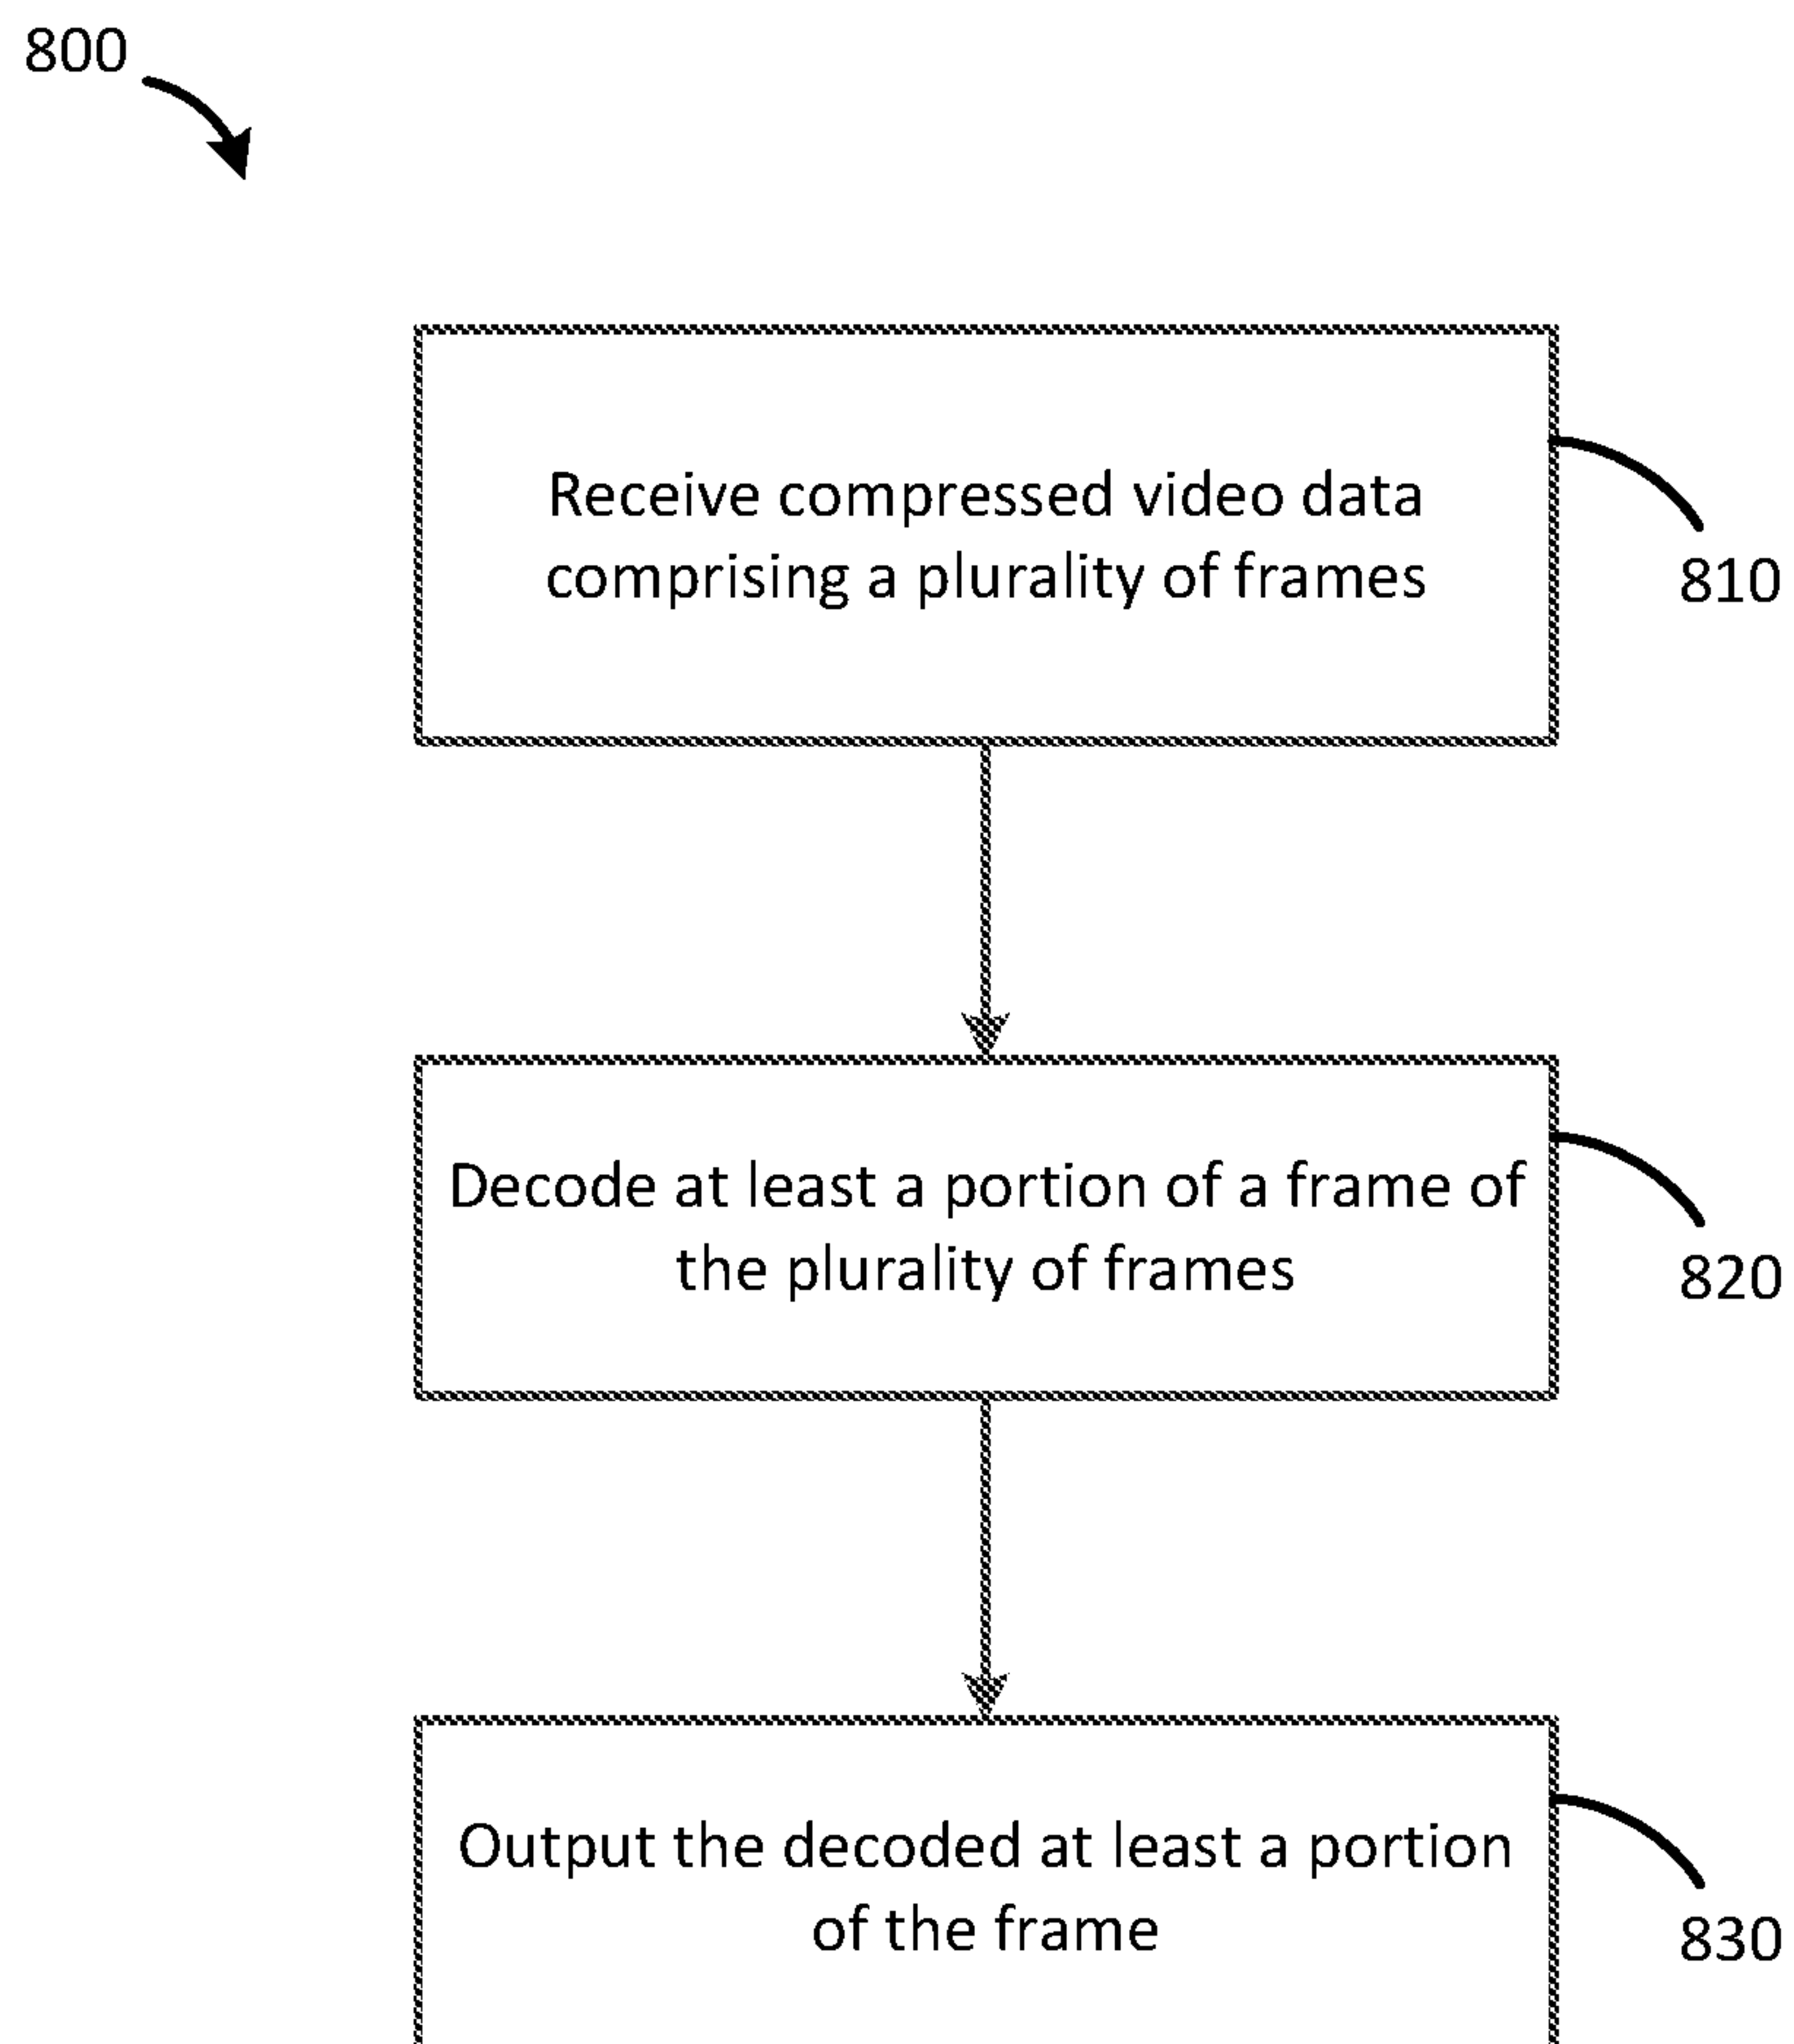 800
Receive compressed video data
comprising a plurality of frames
810
Decode at least a portion of a frame of
the plurality of frames
820
Output the decoded at least a portion
of the frame
830